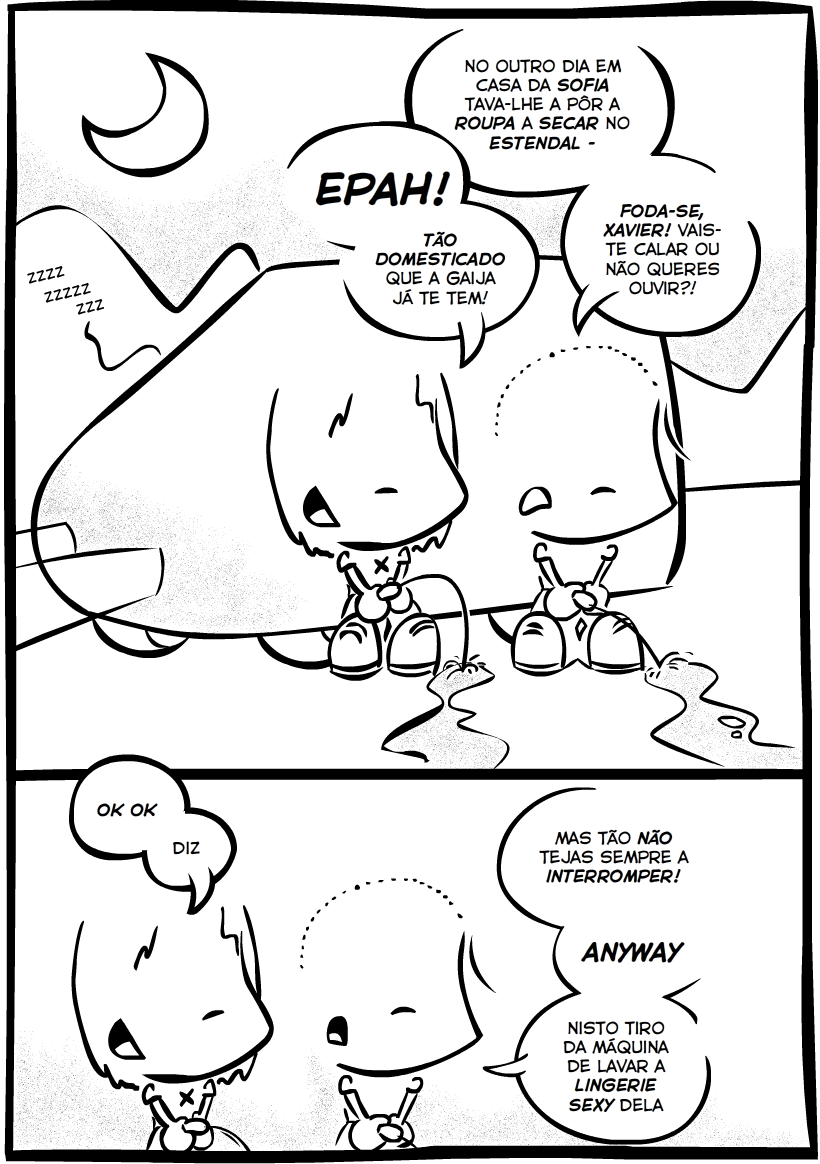 NO OUTRO DIA EM
CASA DA SOFIA
TAVA-LHE A PÔR A
ROUPA A SECAR NO
ESTENDAL -
EPAH!
TÃO
DOMESTICADO
QUE A GAIJA
JÁ TE TEM!
FODA-SE,
XAVIER! VAIS-
TE CALAR OU
NÃO QUERES
OUVIR?!
ZZZZ
ZZZZZ
ZZZ
OK OK
DIZ
MAS TÃO NÃO
TEJAS SEMPRE A
INTERROMPER!
ANYWAY
NISTO TIRO
DA MÁQUINA
DE LAVAR A
LINGERIE
SEXY DELA